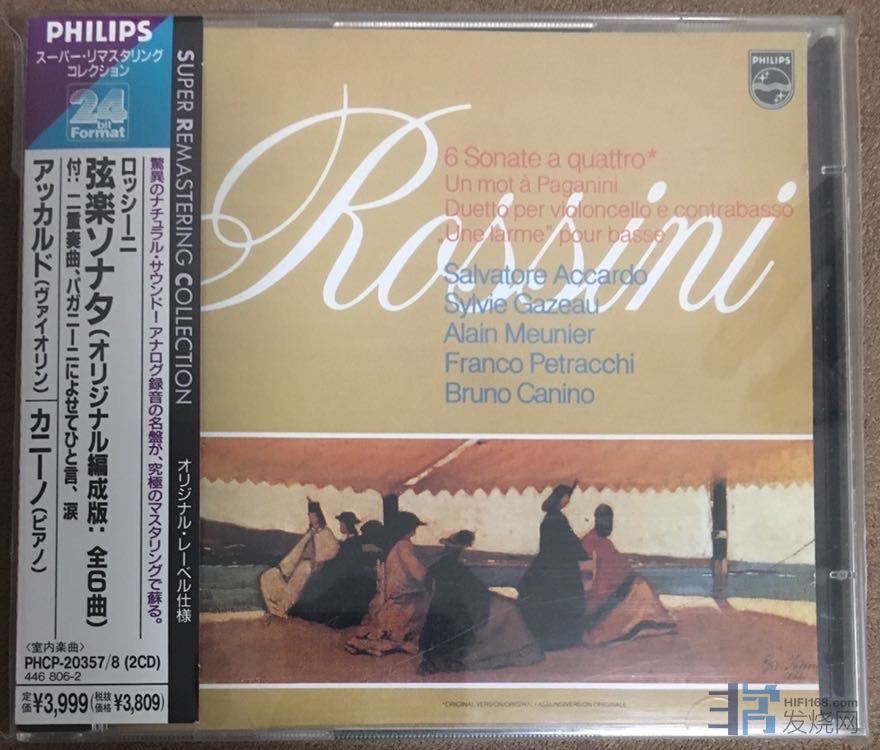 PHILIPS
スーパー・リマスタリング
コレクション
24
bit
Format
SUPER REMASTERING COLLECTION
オリジナル・レーベル仕様
驚異のナチュラル・サウンド!アナログ録音の名盤が、究極のマスタリングで蘇る。
ロッシーニ
弦楽ソナタ(オリジナル編成版:全6曲)
付:二重奏曲、パガニーニによせてひと言、涙
アッカルド(ヴァイオリン)
カニーノ(ピアノ)
〈室内楽曲〉
PHCP-20357/8 (2CD)
446 806-2
定価¥3,999(税抜価格¥3,809)
PHILIPS
Rossini
6 Sonate a quattro*
Un mot à Paganini
Duetto per violoncello e contrabasso
„Une larme” pour basse
Salvatore Accardo
Sylvie Gazeau
Alain Meunier
Franco Petracchi
Bruno Canino
*ORIGINAL VERSION/ORIGINAL
HIFI168.com
发烧网